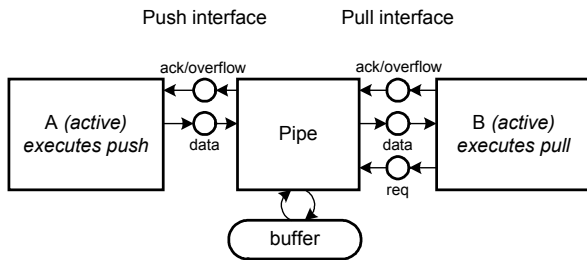 Push interface
Pull interface
ack/overflow
ack/overflow
A (active)
executes push
data
Pipe
data
B (active)
executes pull
req
buffer